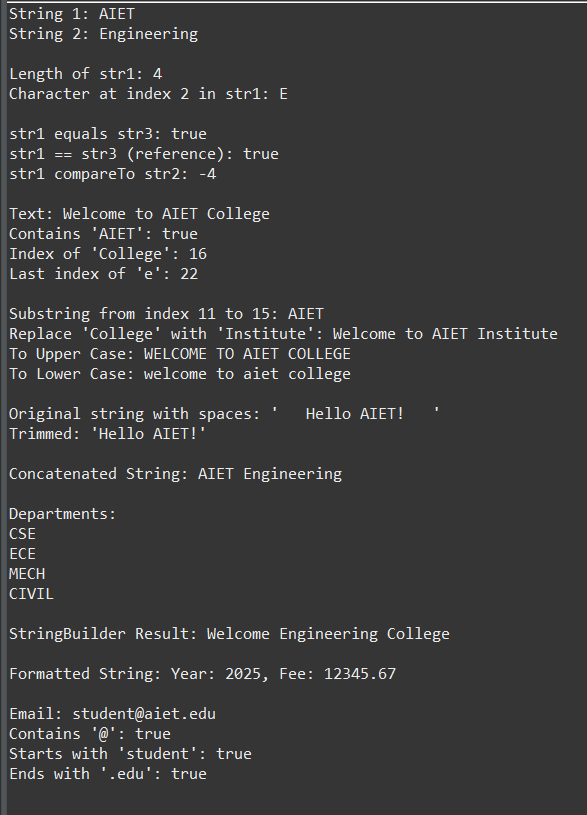 String 1: AIET
String 2: Engineering

Length of str1: 4
Character at index 2 in str1: E

str1 equals str3: true
str1 == str3 (reference): true
str1 compareTo str2: -4

Text: Welcome to AIET College
Contains 'AIET': true
Index of 'College': 16
Last index of 'e': 22

Substring from index 11 to 15: AIET
Replace 'College' with 'Institute': Welcome to AIET Institute
To Upper Case: WELCOME TO AIET COLLEGE
To Lower Case: welcome to aiet college

Original string with spaces: '   Hello AIET!   '
Trimmed: 'Hello AIET!'

Concatenated String: AIET Engineering

Departments:
CSE
ECE
MECH
CIVIL

StringBuilder Result: Welcome Engineering College

Formatted String: Year: 2025, Fee: 12345.67

Email: student@aiet.edu
Contains '@': true
Starts with 'student': true
Ends with '.edu': true